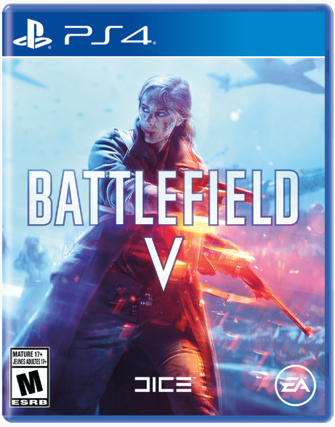 PS4
BATTLEFIELD
V
MATURE 17+
JEUNES ADULTES 17+
M
ESRB
DICE
EA